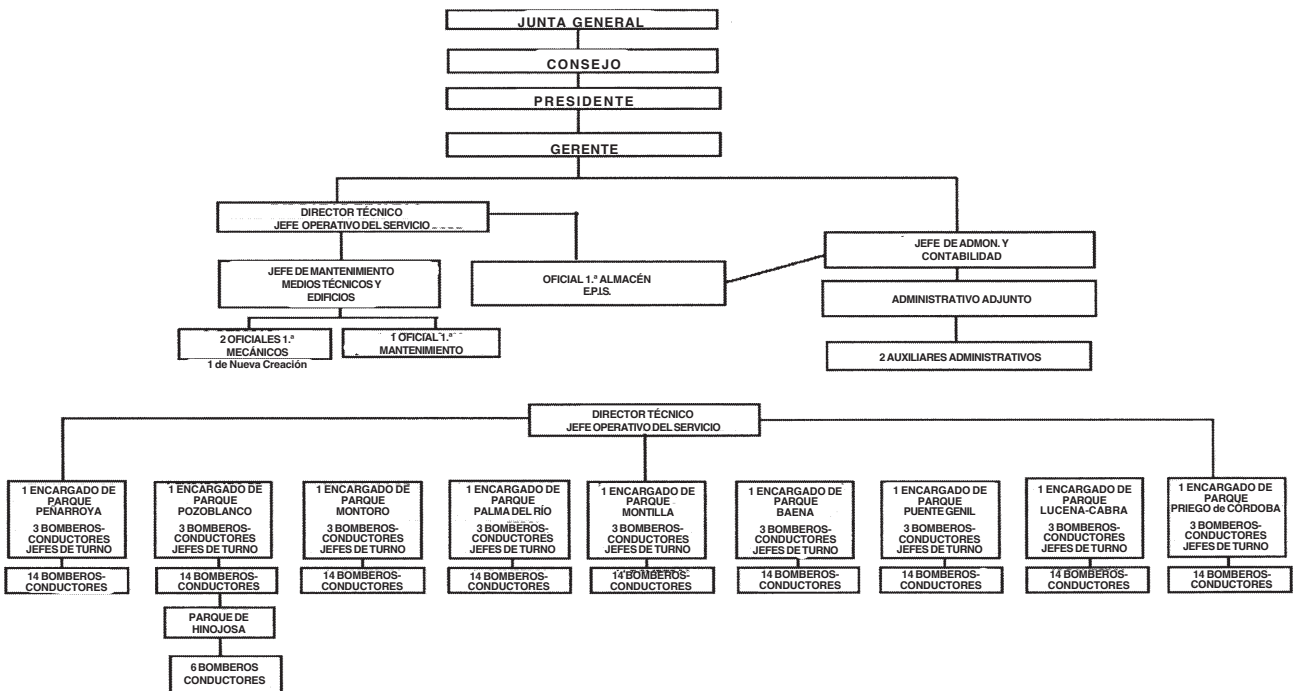 JUNTA GENERAL
CONSEJO
PRESIDENTE
GERENTE
DIRECTOR TÉCNICO
JEFE OPERATIVO DEL SERVICIO
JEFE DE MANTENIMIENTO
MEDIOS TÉCNICOS Y
EDIFICIOS
2 OFICIALES 1.ª
MECÁNICOS
1 de Nueva Creación
1 OFICIAL 1.ª
MANTENIMIENTO
OFICIAL 1.ª ALMACÉN
E.P.I.S.
JEFE DE ADMON. Y
CONTABILIDAD
ADMINISTRATIVO ADJUNTO
2 AUXILIARES ADMINISTRATIVOS
DIRECTOR TÉCNICO
JEFE OPERATIVO DEL SERVICIO
1 ENCARGADO DE
PARQUE
PEÑARROYA
3 BOMBEROS-
CONDUCTORES
JEFES DE TURNO
14 BOMBEROS-
CONDUCTORES
1 ENCARGADO DE
PARQUE
POZOBLANCO
3 BOMBEROS-
CONDUCTORES
JEFES DE TURNO
14 BOMBEROS-
CONDUCTORES
PARQUE DE
HINOJOSA
6 BOMBEROS
CONDUCTORES
1 ENCARGADO DE
PARQUE
MONTORO
3 BOMBEROS-
CONDUCTORES
JEFES DE TURNO
14 BOMBEROS-
CONDUCTORES
1 ENCARGADO DE
PARQUE
PALMA DEL RÍO
3 BOMBEROS-
CONDUCTORES
JEFES DE TURNO
14 BOMBEROS-
CONDUCTORES
1 ENCARGADO DE
PARQUE
MONTILLA
3 BOMBEROS-
CONDUCTORES
JEFES DE TURNO
14 BOMBEROS-
CONDUCTORES
1 ENCARGADO DE
PARQUE
BAENA
3 BOMBEROS-
CONDUCTORES
JEFES DE TURNO
14 BOMBEROS-
CONDUCTORES
1 ENCARGADO DE
PARQUE
PUENTE GENIL
3 BOMBEROS-
CONDUCTORES
JEFES DE TURNO
14 BOMBEROS-
CONDUCTORES
1 ENCARGADO DE
PARQUE
LUCENA-CABRA
3 BOMBEROS-
CONDUCTORES
JEFES DE TURNO
14 BOMBEROS-
CONDUCTORES
1 ENCARGADO DE
PARQUE
PRIEGO de CÓRDOBA
3 BOMBEROS-
CONDUCTORES
JEFES DE TURNO
14 BOMBEROS-
CONDUCTORES